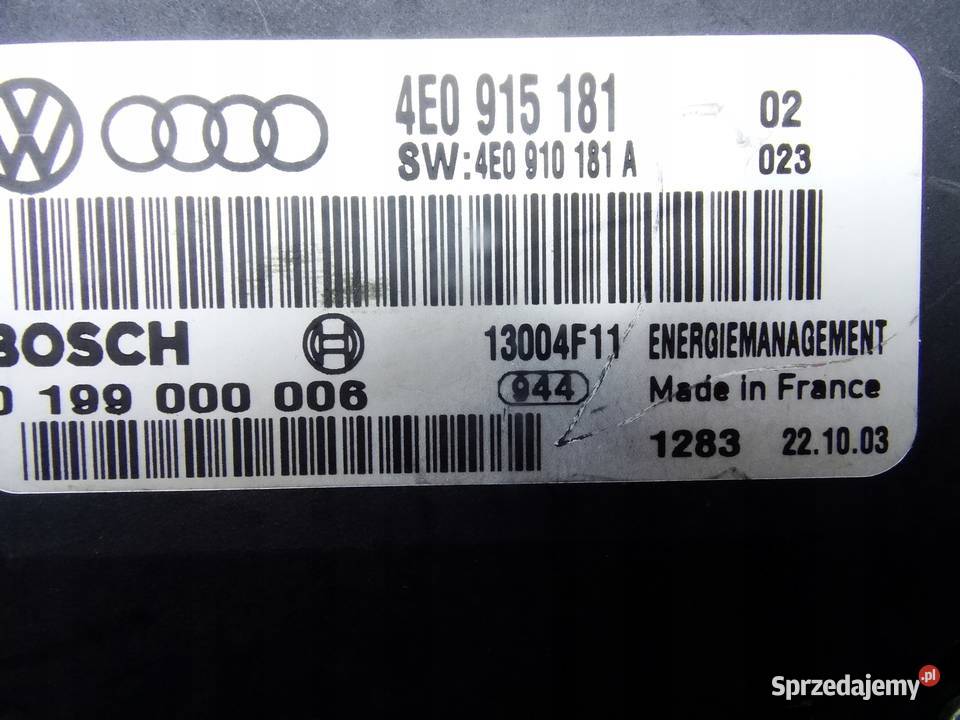 4E0 915 181 02
SW:4E0 910 181 A 023
BOSCH 13004F11 ENERGIEMANAGEMENT
0 199 000 006 944 Made in France
1283 22.10.03
Sprzedajemy.pl